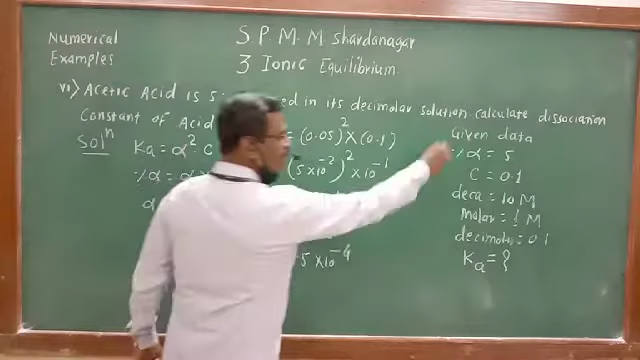 Numerical
Examples
S P. M. M Shardanagar
3 Ionic Equilibrium
vi) Acetic Acid is 5 in its decimolar solution. calculate dissociation
Constant of Acid
Solⁿ
Ka = α² C = (0.05)² × (0.1)
(5×10⁻²)² × 10⁻¹
5 ×10⁻⁴
Given data
% α = 5
C = 0.1
deca = 10 M
molar = 1 M
decimolar = 0.1
Ka = ?